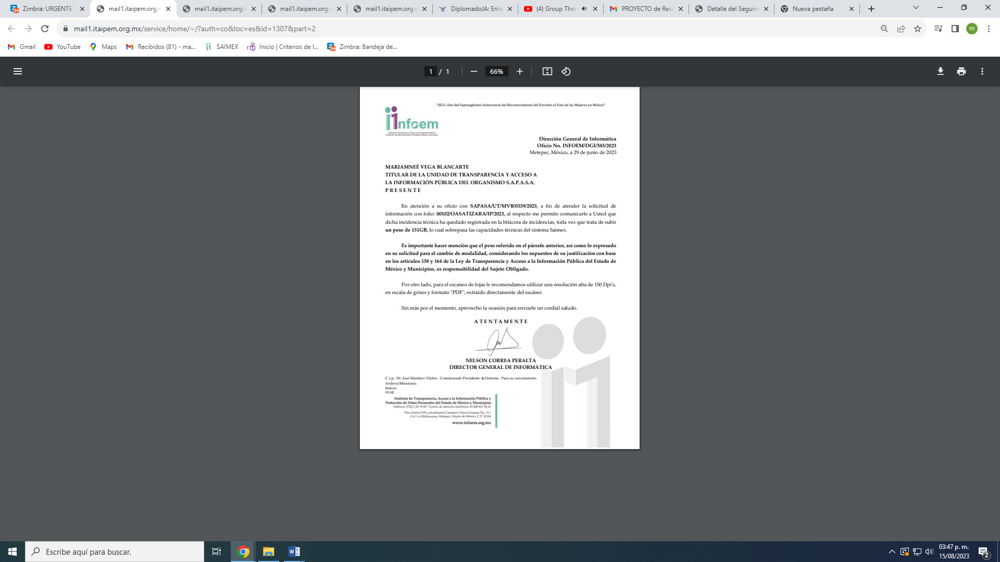 Zimbra: URGENTE S
mail1.itaipem.org.m
mail1.itaipem.org.m
mail1.itaipem.org.m
mail1.itaipem.org.m
DiplomadoJA: Enla
(4) Group Ther
PROYECTO de Reso
Detalle del Seguim
Nueva pestaña
mail1.itaipem.org.mx/service/home/~/?auth=co&loc=es&id=1307&part=2
m
Gmail
YouTube
Maps
Recibidos (81) - ma...
SAIMEX
Inicio | Criterios de I...
Zimbra: Bandeja de...
1 / 1
66%
"2023. Año del Septuagésimo Aniversario del Reconocimiento del Derecho al Voto de las Mujeres en México".
infoem
Instituto de Transparencia, Acceso a la Información Pública y
Protección de Datos Personales del Estado de México y Municipios
Dirección General de Informática
Oficio No. INFOEM/DGI/585/2023
Metepec, México, a 29 de junio de 2023
MARIAMNEÉ VEGA BLANCARTE
TITULAR DE LA UNIDAD DE TRANSPARENCIA Y ACCESO A
LA INFORMACIÓN PÚBLICA DEL ORGANISMO S.A.P.A.S.A.
P R E S E N T E
En atención a su oficio con SAPASA/UT/MVB/0339/2023, a fin de atender la solicitud de
información con folio: 00102/OASATIZARA/IP/2023, al respecto me permito comunicarle a Usted que
dicha incidencia técnica ha quedado registrada en la bitácora de incidencias, toda vez que trata de subir
un peso de 131GB, lo cual sobrepasa las capacidades técnicas del sistema Saimex.
Es importante hacer mención que el peso referido en el párrafo anterior, así como lo expresado
en su solicitud para el cambio de modalidad, considerando los supuestos de su justificación con base
en los artículos 158 y 164 de la Ley de Transparencia y Acceso a la Información Pública del Estado de
México y Municipios, es responsabilidad del Sujeto Obligado.
Por otro lado, para el escaneo de fojas le recomendamos utilizar una resolución alta de 150 Dpi's,
en escala de grises y formato "PDF"; extraído directamente del escáner.
Sin más por el momento, aprovecho la ocasión para enviarle un cordial saludo.
A T E N T A M E N T E
NELSON CORREA PERALTA
DIRECTOR GENERAL DE INFORMÁTICA
C.c.p.- Dr. José Martínez Vilchis.- Comisionado Presidente del Infoem.- Para su conocimiento.
Archivo/Minutario.
Elaboró:
DLMJ
Instituto de Transparencia, Acceso a la Información Pública y
Protección de Datos Personales del Estado de México y Municipios
Teléfono: (722) 2 26 19 80 * Centro de atención telefónica: 01 800 821 04 41
Pino Suárez S/N, actualmente Carretera Toluca-Ixtapan No. 111,
Col. La Michoacana, Metepec, Estado de México, C.P. 52166
www.infoem.org.mx
Escribe aquí para buscar.
03:47 p. m.
15/08/2023
2